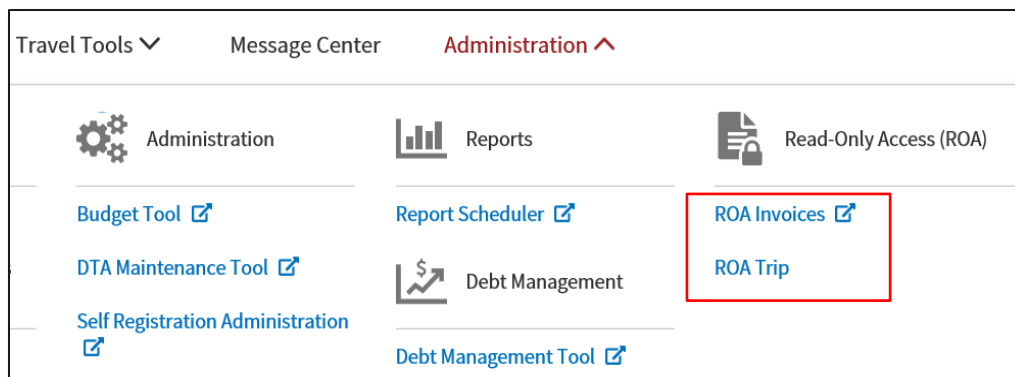 Travel Tools
Message Center
Administration
Administration
Reports
Read-Only Access (ROA)
Budget Tool
Report Scheduler
ROA Invoices
DTA Maintenance Tool
$
Debt Management
ROA Trip
Self Registration Administration
Debt Management Tool